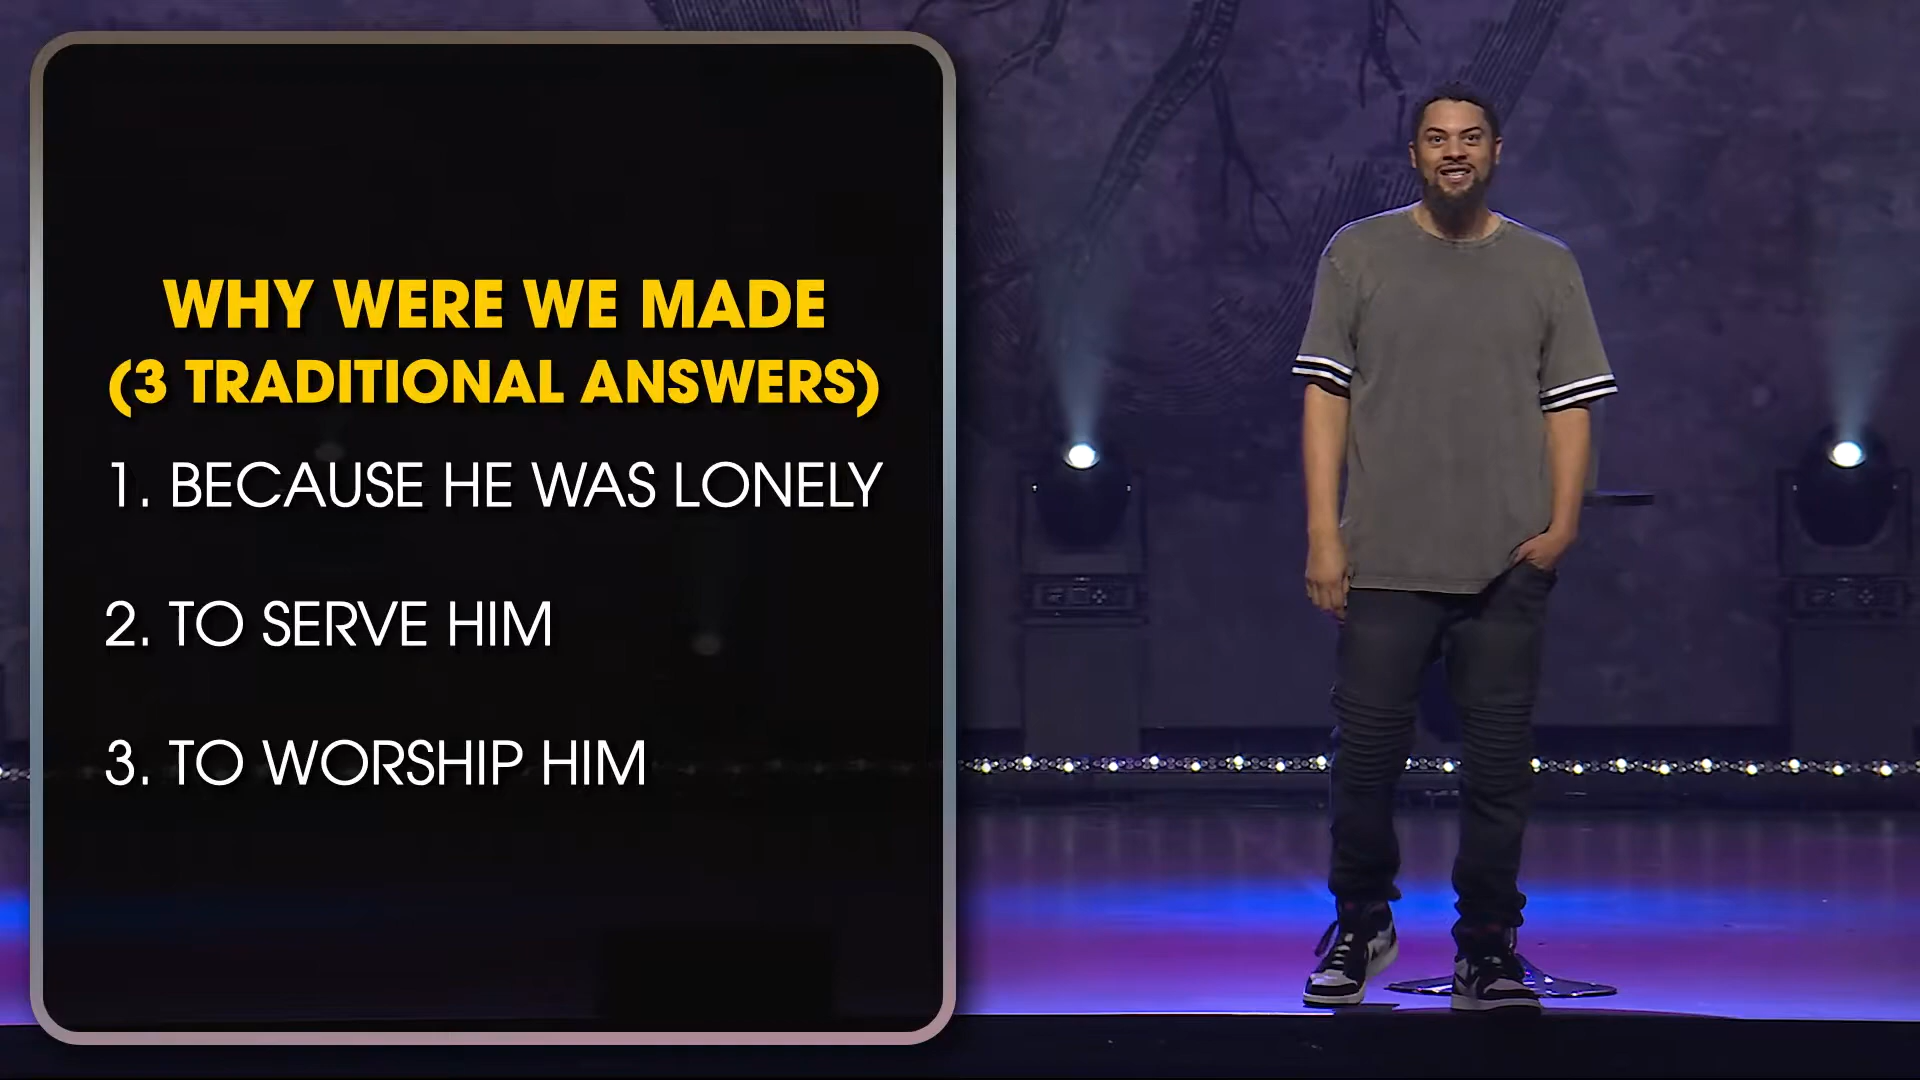 WHY WERE WE MADE
(3 TRADITIONAL ANSWERS)
1. BECAUSE HE WAS LONELY
2. TO SERVE HIM
3. TO WORSHIP HIM